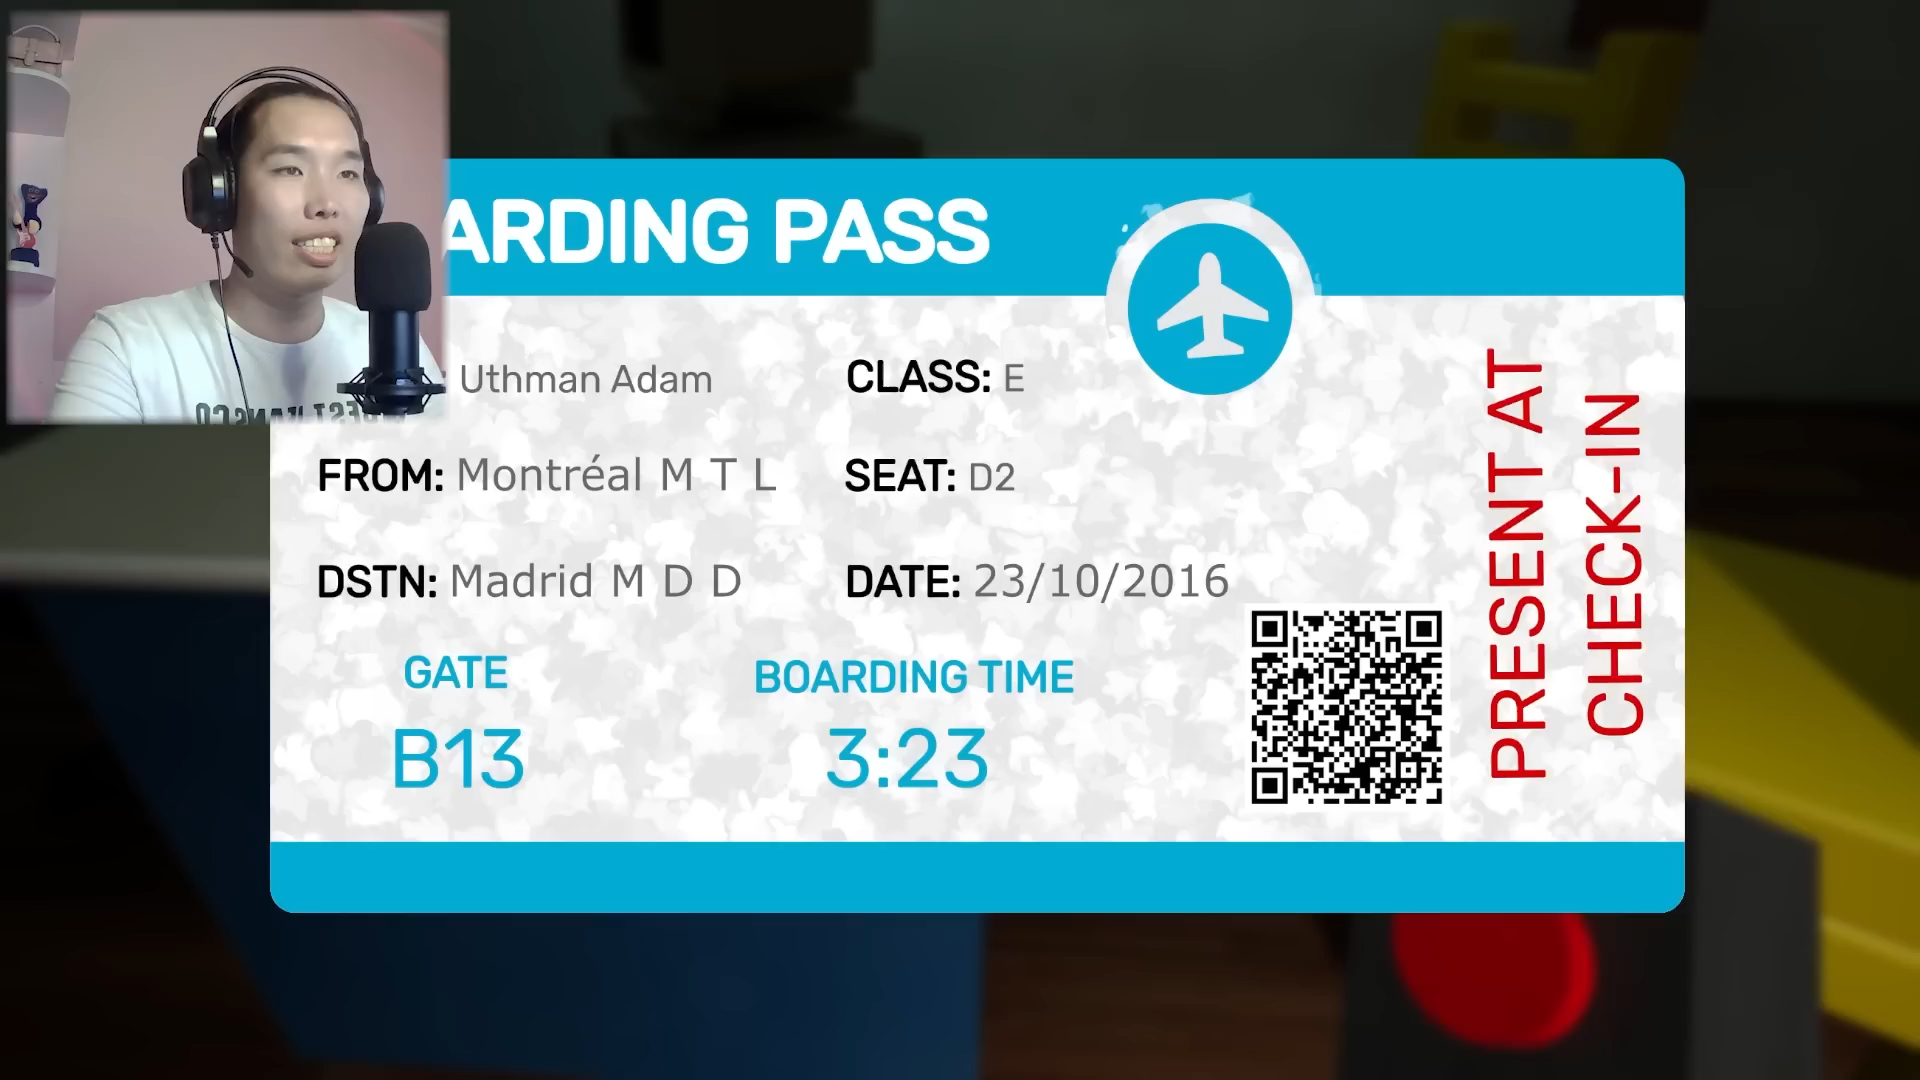 ARDING PASS
Uthman Adam
CLASS: E
FROM: Montréal M T L
SEAT: D2
DSTN: Madrid M D D
DATE: 23/10/2016
GATE
BOARDING TIME
B13
3:23
PRESENT AT
CHECK-IN